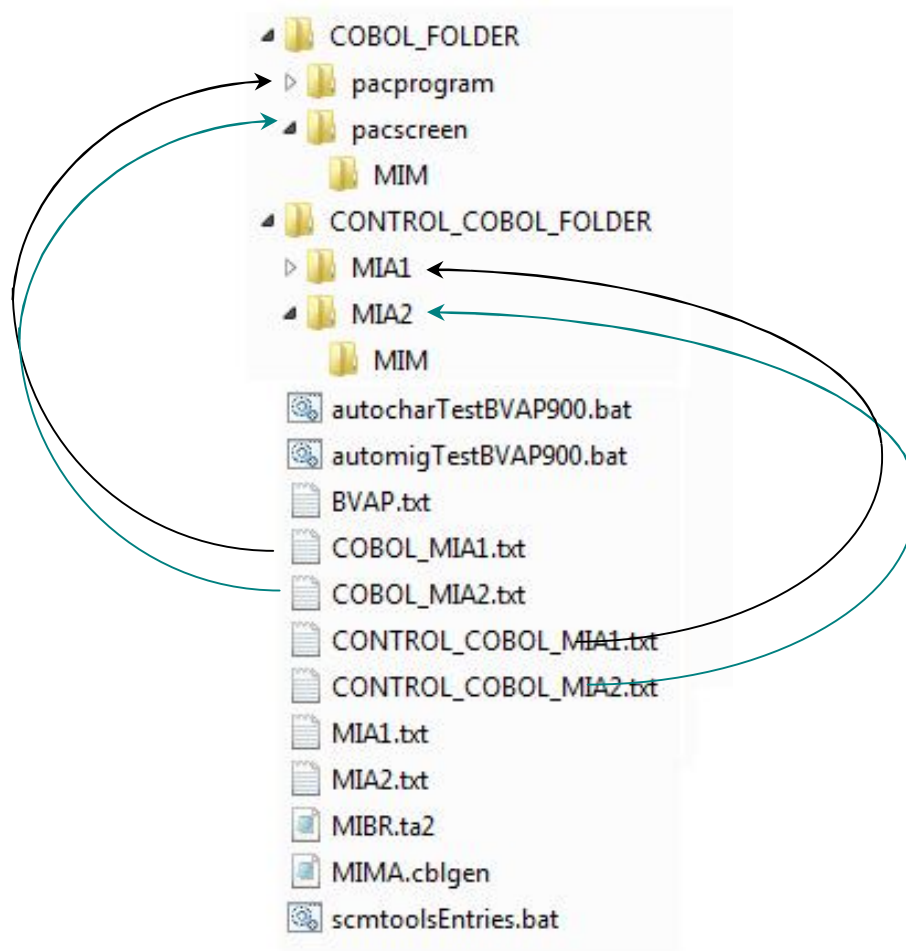 COBOL_FOLDER
pacprogram
pacscreen
MIM
CONTROL_COBOL_FOLDER
MIA1
MIA2
MIM
autocharTestBVAP900.bat
automigTestBVAP900.bat
BVAP.txt
COBOL_MIA1.txt
COBOL_MIA2.txt
CONTROL_COBOL_MIA1.txt
CONTROL_COBOL_MIA2.txt
MIA1.txt
MIA2.txt
MIBR.ta2
MIMA.cblgen
scmtoolsEntries.bat